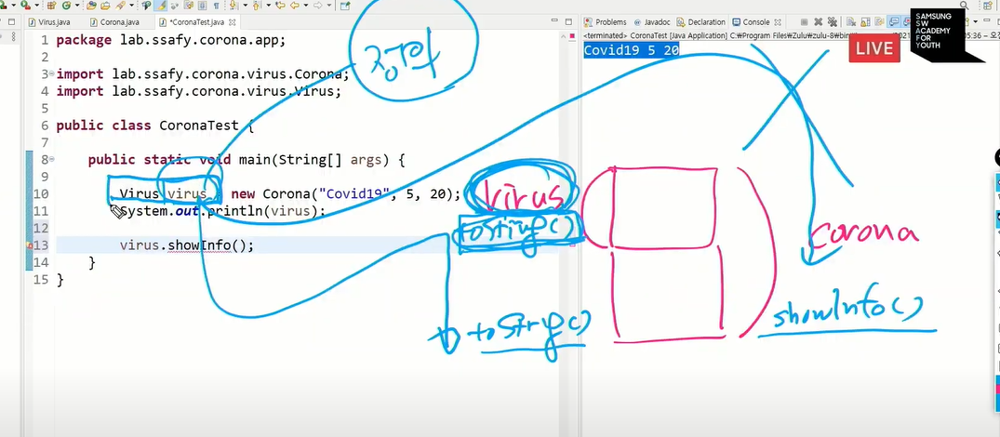 Virus.java Corona.java *CoronaTest.java
Problems Javadoc Declaration Console
<terminated> CoronaTest [Java Application] C:\Program Files\Zulu\zulu-8\bin\
Covid19 5 20
LIVE
SAMSUNG
SW
ACADEMY
FOR
YOUTH
1 package lab.ssafy.corona.app;
2
3 import lab.ssafy.corona.virus.Corona;
4 import lab.ssafy.corona.virus.Virus;
5
6 public class CoronaTest {
7
8 public static void main(String[] args) {
9
10 Virus virus = new Corona("Covid19", 5, 20);
11 System.out.println(virus);
12
13 virus.showInfo();
14 }
15 }
virus
toString()
corona
toString()
showInfo()